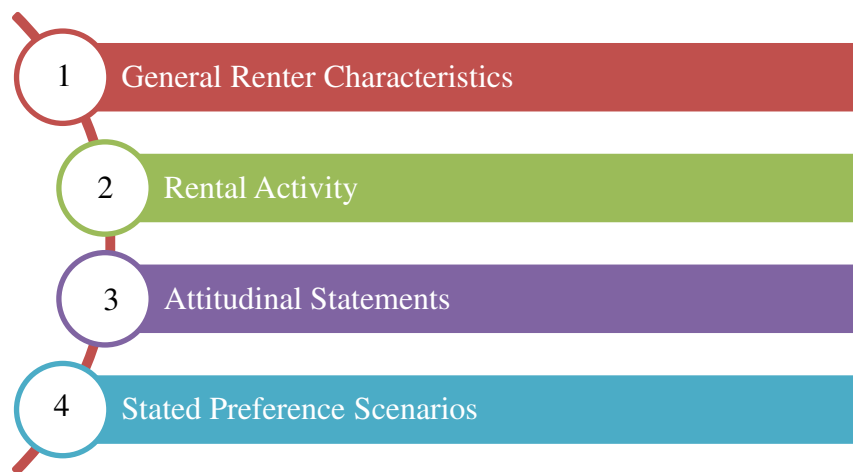 1 General Renter Characteristics
2 Rental Activity
3 Attitudinal Statements
4 Stated Preference Scenarios